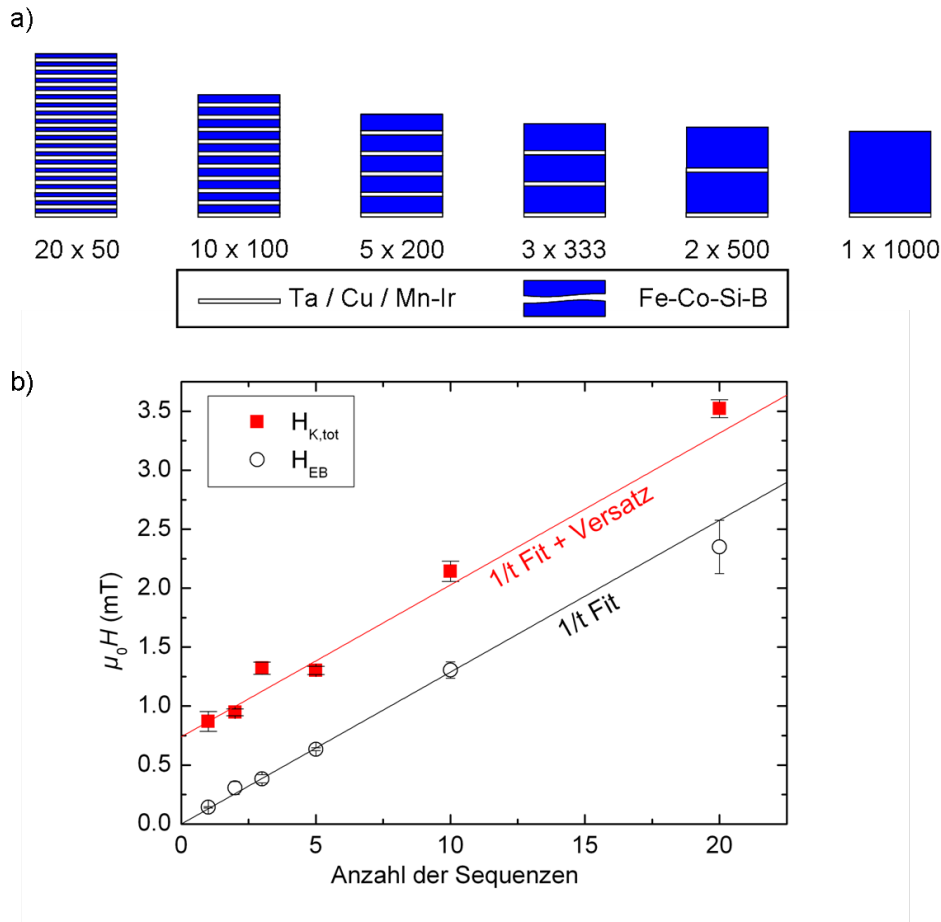 a)
20 x 50
10 x 100
5 x 200
3 x 333
2 x 500
1 x 1000
Ta / Cu / Mn-Ir
Fe-Co-Si-B
b)
3.5
3.0
2.5
2.0
1.5
1.0
0.5
0.0
μ₀H (mT)
H_K,tot
H_EB
1/t Fit + Versatz
1/t Fit
0
5
10
15
20
Anzahl der Sequenzen